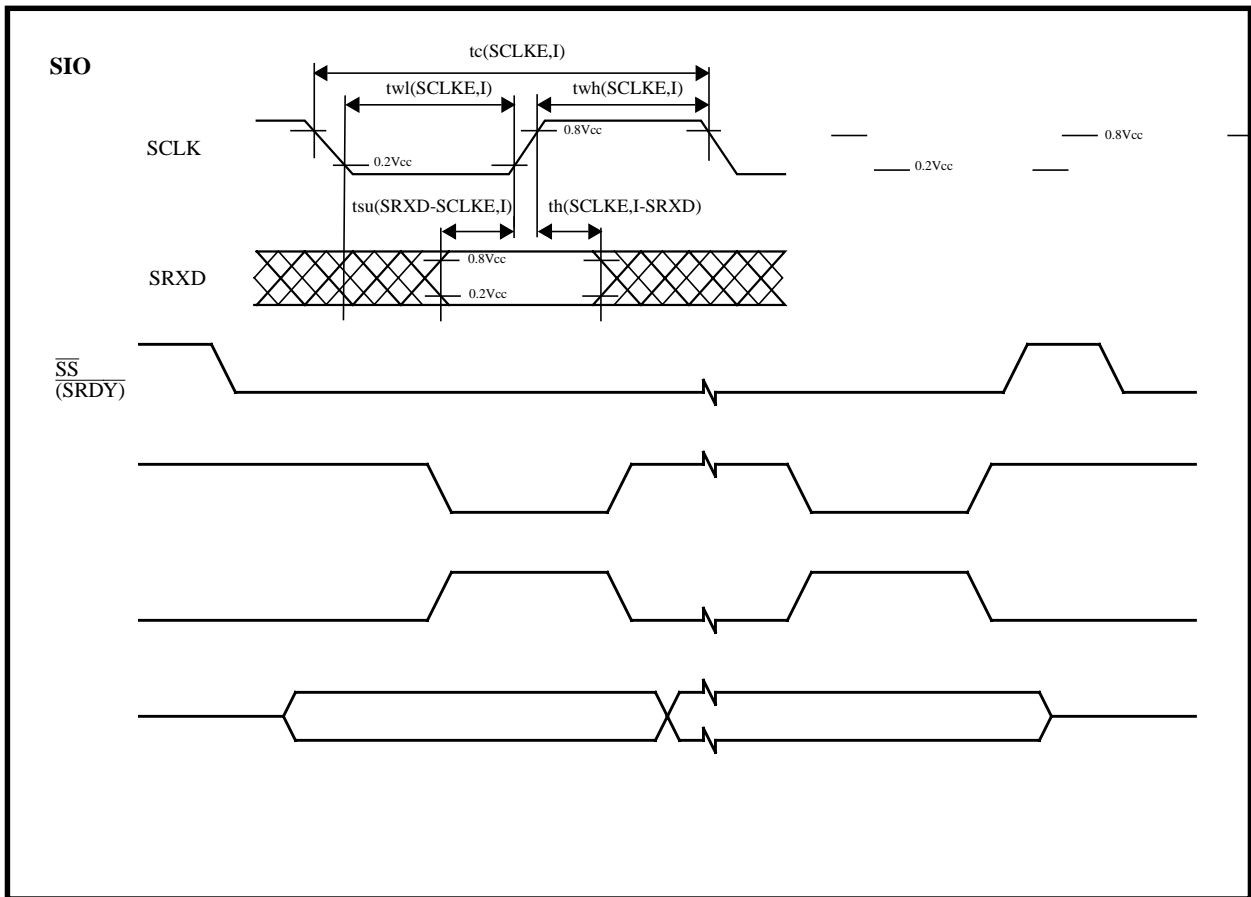 SIO
tc(SCLKE,I)
twl(SCLKE,I)
twh(SCLKE,I)
SCLK
0.8Vcc
0.2Vcc
0.8Vcc
0.2Vcc
tsu(SRXD-SCLKE,I)
th(SCLKE,I-SRXD)
SRXD
0.8Vcc
0.2Vcc
SS
(SRDY)